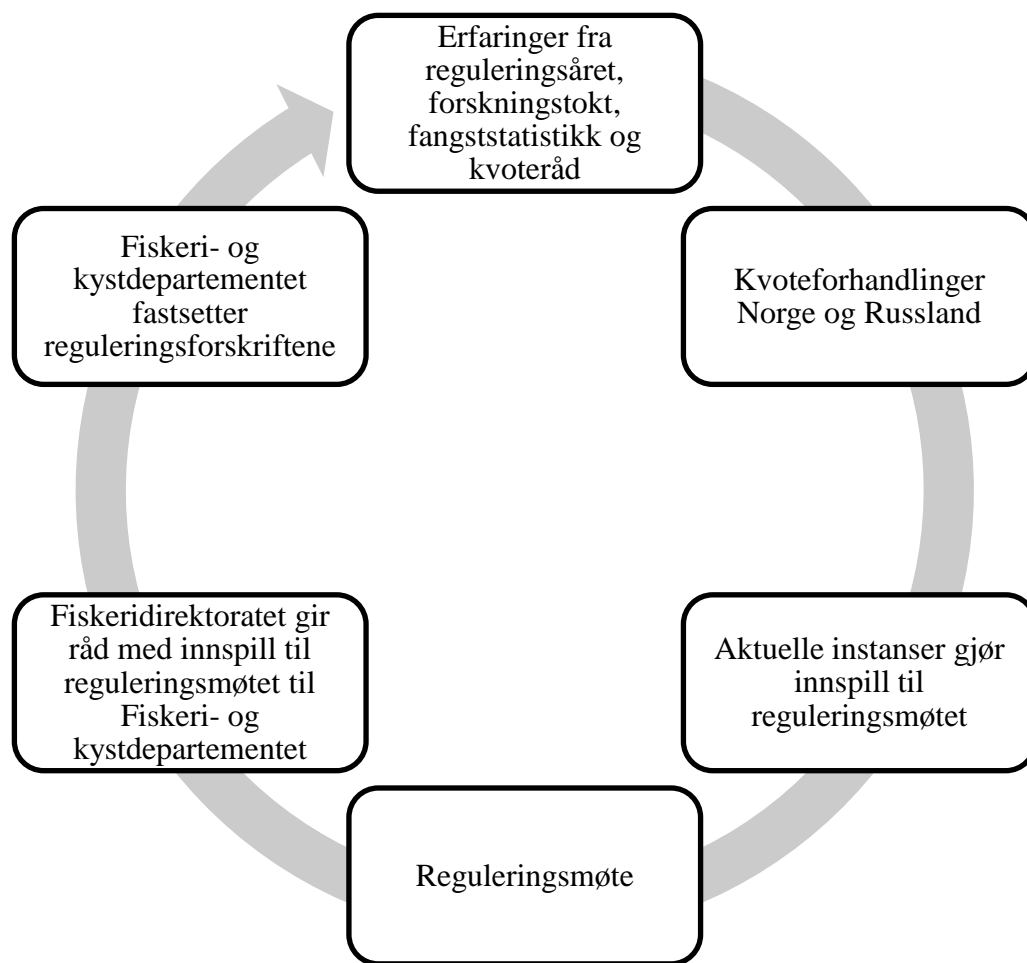 Erfaringer fra
reguleringsåret,
forskningstokt,
fangststatistikk og
kvoteråd
Kvoteforhandlinger
Norge og Russland
Aktuelle instanser gjør
innspill til
reguleringsmøtet
Reguleringsmøte
Fiskeridirektoratet gir
råd med innspill til
reguleringsmøtet til
Fiskeri- og
kystdepartementet
Fiskeri- og
kystdepartementet
fastsetter
reguleringsforskriftene